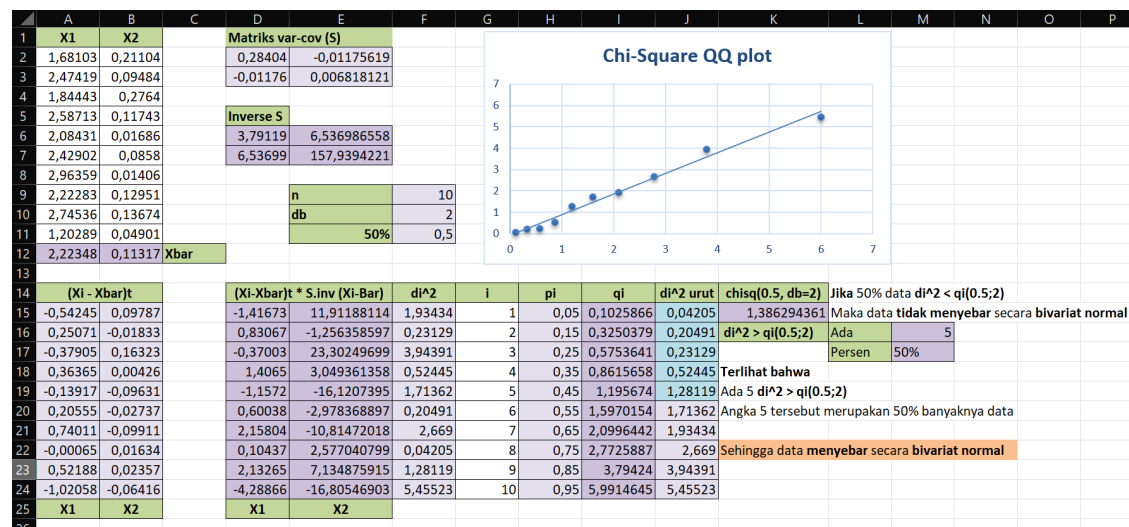 A B C D E F G H I J K L M N O P
1 X1 X2 Matriks var-cov (S)
2 1,68103 0,21104 0,28404 -0,01175619
3 2,47419 0,09484 -0,01176 0,006818121
4 1,84443 0,2764
5 2,58713 0,11743 Inverse S
6 2,08431 0,01686 3,79119 6,536986558
7 2,42902 0,0858 6,53699 157,9394221
8 2,96359 0,01406
9 2,22283 0,12951 n 10
10 2,74536 0,13674 db 2
11 1,20289 0,04901 50% 0,5
12 2,22348 0,11317 Xbar
Chi-Square QQ plot
7
6
5
4
3
2
1
0
0 1 2 3 4 5 6 7
13
14 (Xi - Xbar)t (Xi-Xbar)t * S.inv (Xi-Bar) di^2 i pi qi di^2 urut chisq(0.5, db=2) Jika 50% data di^2 < qi(0.5;2)
15 -0,54245 0,09787 -1,41673 11,91188114 1,93434 1 0,05 0,1025866 0,04205 1,386294361 Maka data tidak menyebar secara bivariat normal
16 0,25071 -0,01833 0,83067 -1,256358597 0,23129 2 0,15 0,3250379 0,20491 di^2 > qi(0.5;2) Ada 5
17 -0,37905 0,16323 -0,37003 23,30249699 3,94391 3 0,25 0,5753641 0,23129 Persen 50%
18 0,36365 0,00426 1,4065 3,049361358 0,52445 4 0,35 0,8615658 0,52445 Terlihat bahwa
19 -0,13917 -0,09631 -1,1572 -16,1207395 1,71362 5 0,45 1,195674 1,28119 Ada 5 di^2 > qi(0.5;2)
20 0,20555 -0,02737 0,60038 -2,978368897 0,20491 6 0,55 1,5970154 1,71362 Angka 5 tersebut merupakan 50% banyaknya data
21 0,74011 -0,09911 2,15804 -10,81472018 2,669 7 0,65 2,0996442 1,93434
22 -0,00065 0,01634 0,10437 2,577040799 0,04205 8 0,75 2,7725887 2,669 Sehingga data menyebar secara bivariat normal
23 0,52188 0,02357 2,13265 7,134875915 1,28119 9 0,85 3,79424 3,94391
24 -1,02058 -0,06416 -4,28866 -16,80546903 5,45523 10 0,95 5,9914645 5,45523
25 X1 X2 X1 X2